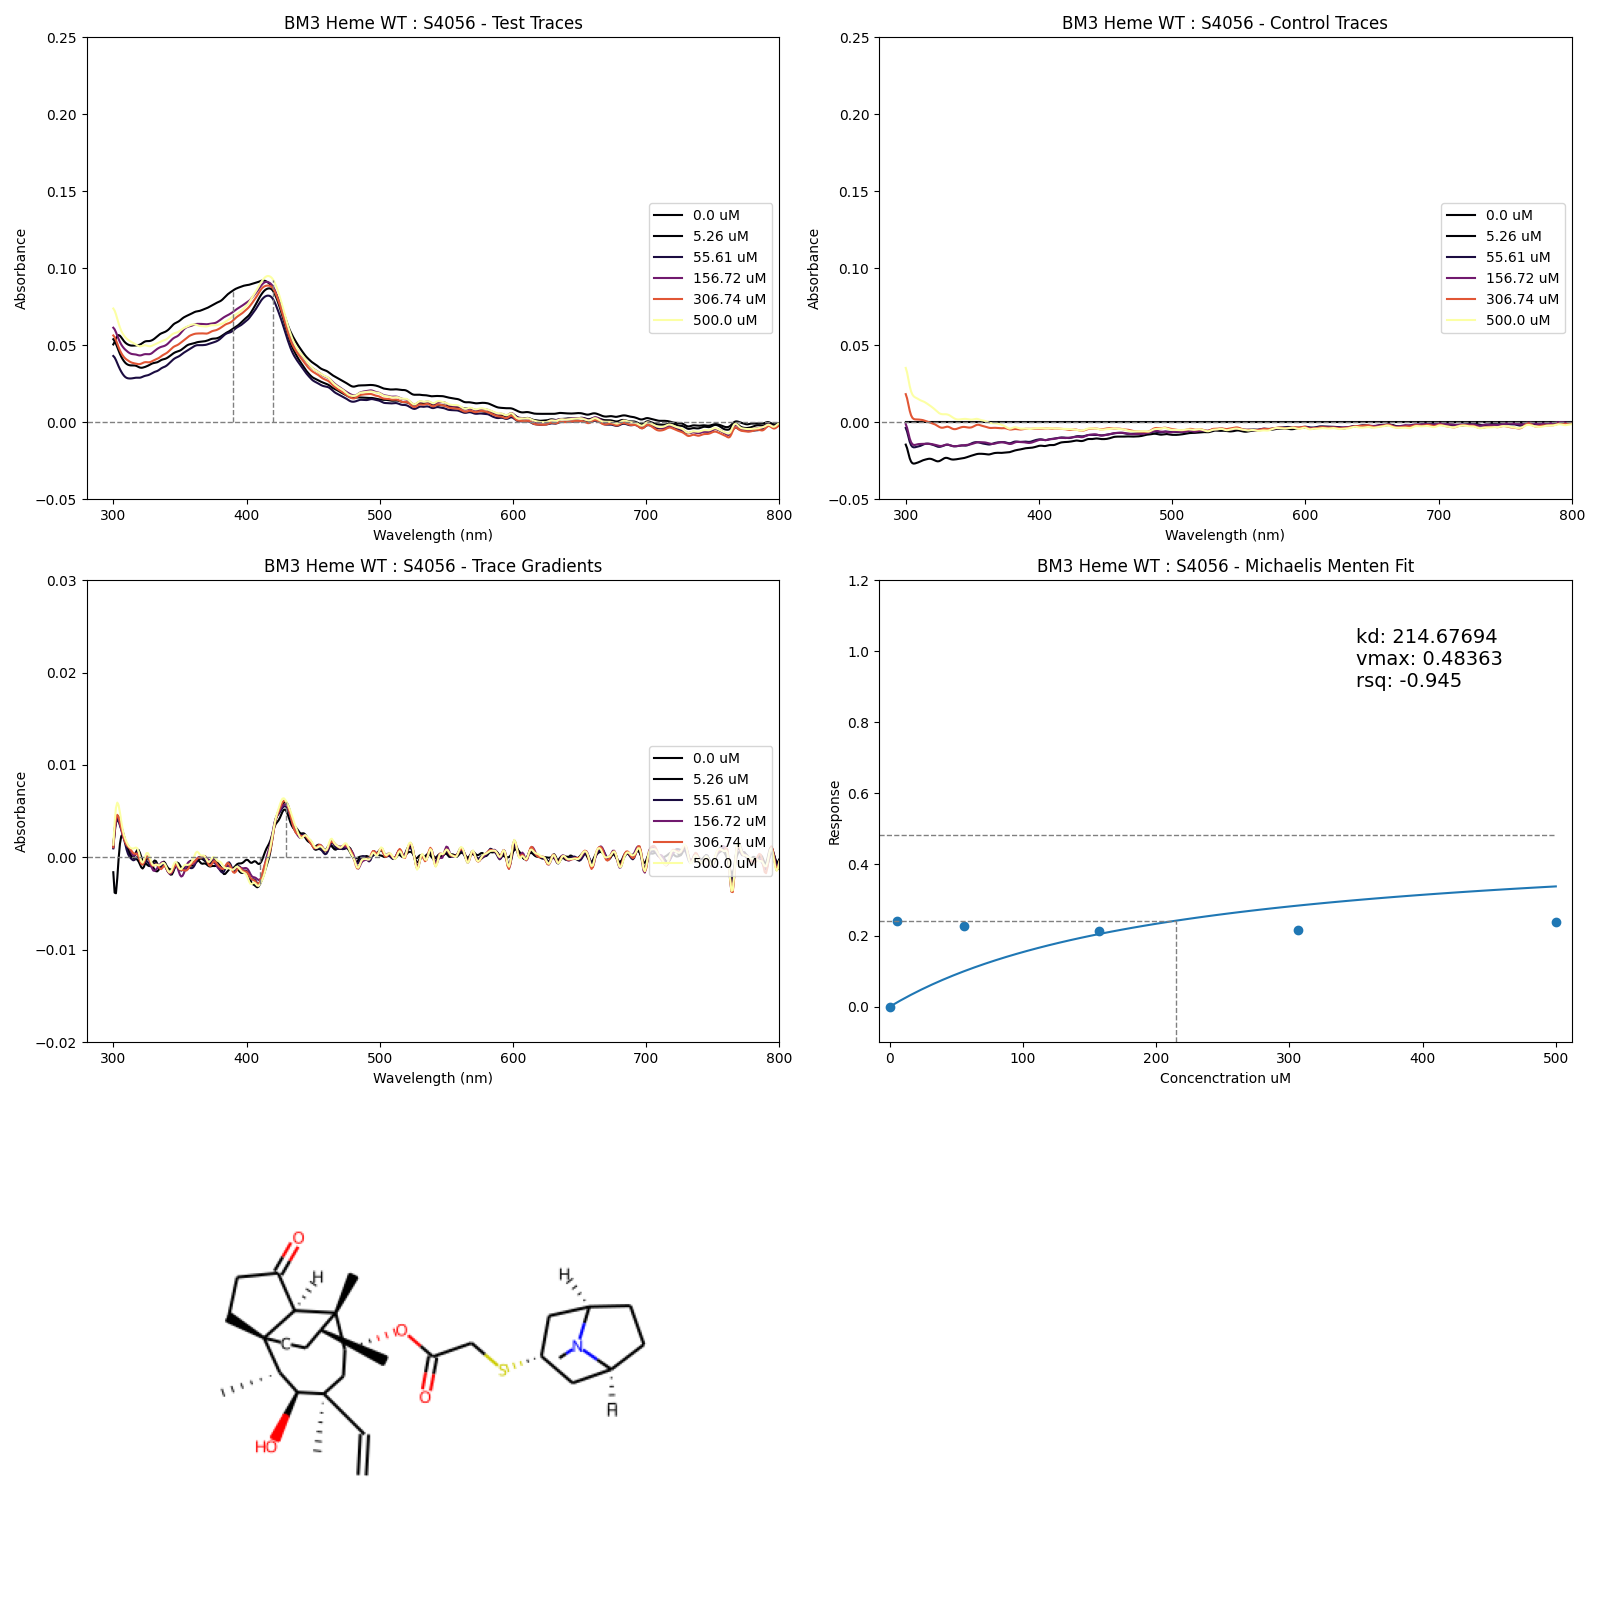 BM3 Heme WT : S4056 - Test Traces
Absorbance
0.25
0.20
0.15
0.10
0.05
0.00
−0.05
300 400 500 600 700 800
Wavelength (nm)
0.0 uM
5.26 uM
55.61 uM
156.72 uM
306.74 uM
500.0 uM
BM3 Heme WT : S4056 - Control Traces
Absorbance
0.25
0.20
0.15
0.10
0.05
0.00
−0.05
300 400 500 600 700 800
Wavelength (nm)
0.0 uM
5.26 uM
55.61 uM
156.72 uM
306.74 uM
500.0 uM
BM3 Heme WT : S4056 - Trace Gradients
Absorbance
0.03
0.02
0.01
0.00
−0.01
−0.02
300 400 500 600 700 800
Wavelength (nm)
0.0 uM
5.26 uM
55.61 uM
156.72 uM
306.74 uM
500.0 uM
BM3 Heme WT : S4056 - Michaelis Menten Fit
Response
1.2
1.0
0.8
0.6
0.4
0.2
0.0
0 100 200 300 400 500
Concenctration uM
kd: 214.67694
vmax: 0.48363
rsq: -0.945
O
H
H
O
C
N
S
O
H
HO